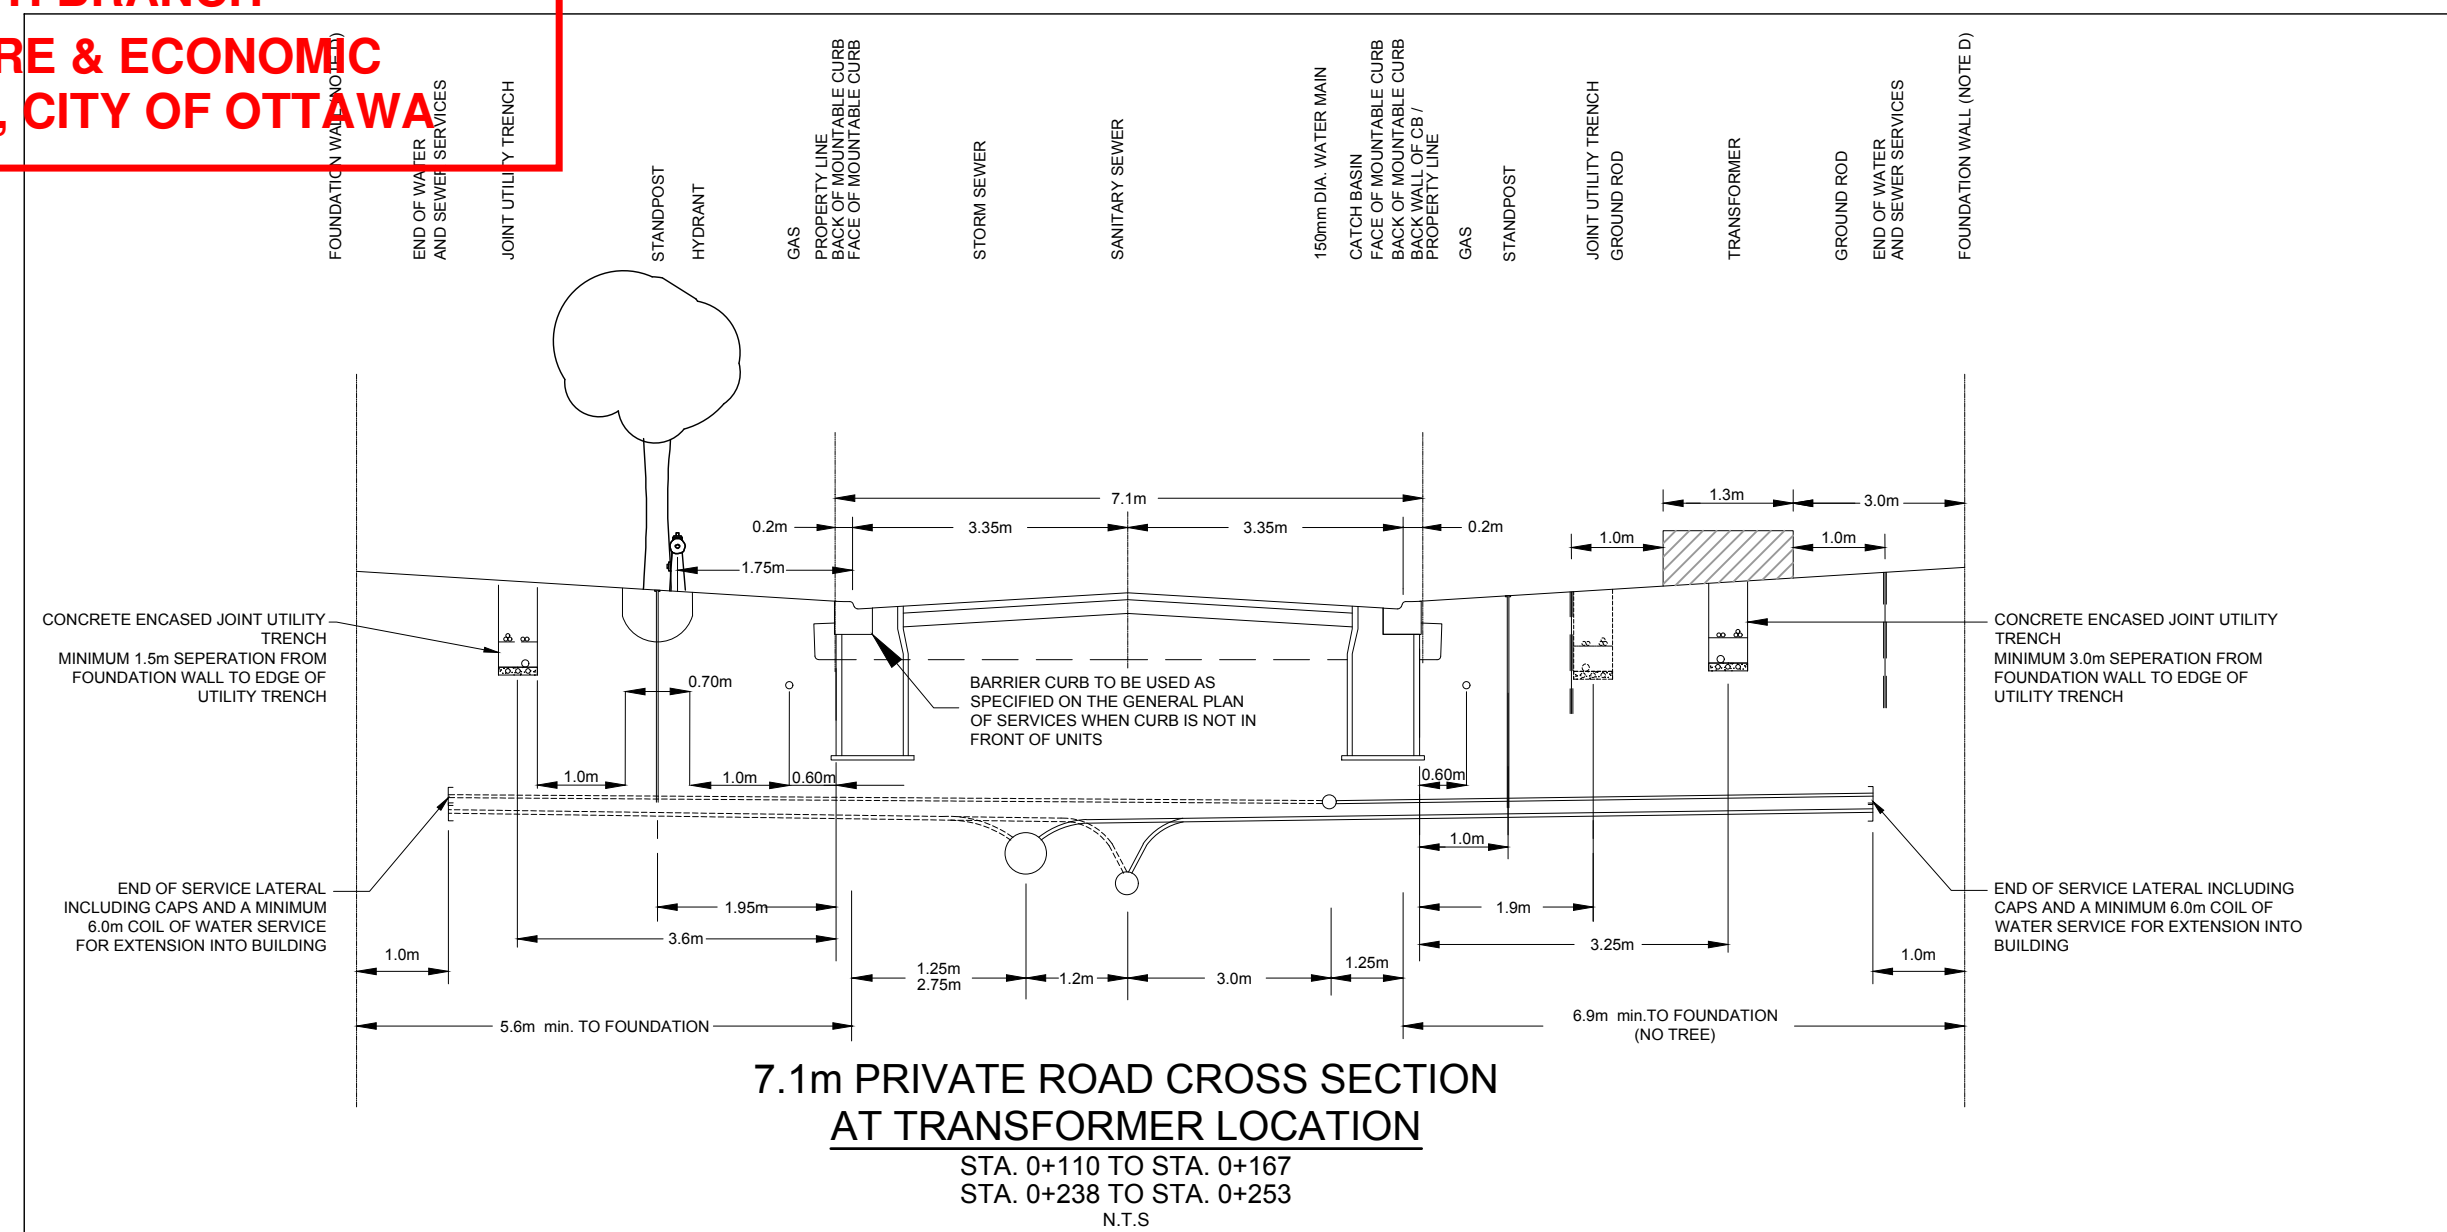 RE & ECONOMIC
, CITY OF OTTAWA
FOUNDATION WALL (NOTE D)
END OF WATER
AND SEWER SERVICES
JOINT UTILITY TRENCH
STANDPOST
HYDRANT
GAS
PROPERTY LINE
BACK OF MOUNTABLE CURB
FACE OF MOUNTABLE CURB
STORM SEWER
SANITARY SEWER
150mm DIA. WATER MAIN
CATCH BASIN
FACE OF MOUNTABLE CURB
BACK OF MOUNTABLE CURB
BACK WALL OF CB /
PROPERTY LINE
GAS
STANDPOST
JOINT UTILITY TRENCH
GROUND ROD
TRANSFORMER
GROUND ROD
END OF WATER
AND SEWER SERVICES
FOUNDATION WALL (NOTE D)
7.1m
1.3m
3.0m
0.2m
3.35m
3.35m
0.2m
1.0m
1.0m
1.75m
CONCRETE ENCASED JOINT UTILITY
TRENCH
MINIMUM 1.5m SEPERATION FROM
FOUNDATION WALL TO EDGE OF
UTILITY TRENCH
0.70m
BARRIER CURB TO BE USED AS
SPECIFIED ON THE GENERAL PLAN
OF SERVICES WHEN CURB IS NOT IN
FRONT OF UNITS
CONCRETE ENCASED JOINT UTILITY
TRENCH
MINIMUM 3.0m SEPERATION FROM
FOUNDATION WALL TO EDGE OF
UTILITY TRENCH
1.0m
1.0m
0.60m
0.60m
1.0m
END OF SERVICE LATERAL
INCLUDING CAPS AND A MINIMUM
6.0m COIL OF WATER SERVICE
FOR EXTENSION INTO BUILDING
1.95m
3.6m
1.9m
3.25m
END OF SERVICE LATERAL INCLUDING
CAPS AND A MINIMUM 6.0m COIL OF
WATER SERVICE FOR EXTENSION INTO
BUILDING
1.0m
1.25m
2.75m
1.2m
3.0m
1.25m
1.0m
5.6m min. TO FOUNDATION
6.9m min.TO FOUNDATION
(NO TREE)
7.1m PRIVATE ROAD CROSS SECTION
AT TRANSFORMER LOCATION
STA. 0+110 TO STA. 0+167
STA. 0+238 TO STA. 0+253
N.T.S